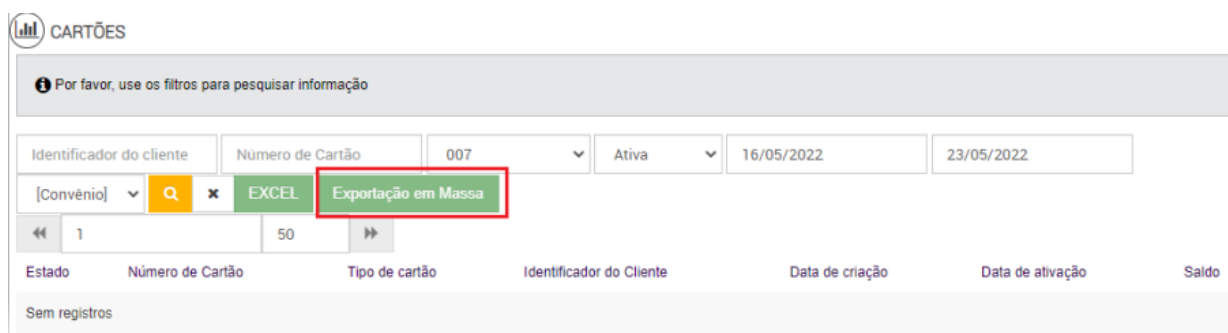 CARTÕES
Por favor, use os filtros para pesquisar informação
Identificador do cliente Número de Cartão 007 Ativa 16/05/2022 23/05/2022
[Convênio] EXCEL Exportação em Massa
1 50
Estado Número de Cartão Tipo de cartão Identificador do Cliente Data de criação Data de ativação Saldo
Sem registros